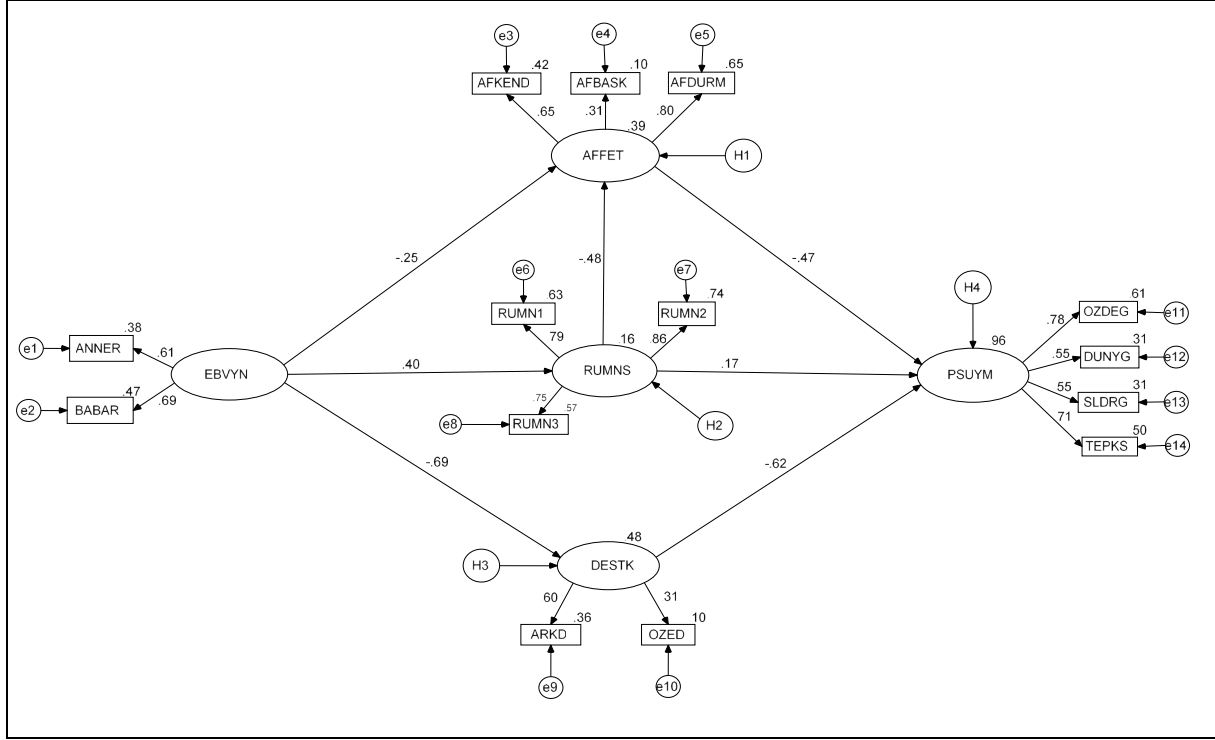 e3
e4
e5
.42
.10
.65
AFKEND
AFBASK
AFDURM
.65
.31
.80
.39
AFFET
H1
-.25
-.48
-.47
e6
e7
.63
.74
RUMN1
RUMN2
H4
.79
.86
.61
OZDEG
e11
.38
.78
e1
ANNER
.61
.16
.96
.31
.55
DUNYG
e12
EBVYN
.40
RUMNS
.17
PSUYM
.47
.69
.31
.55
SLDRG
e13
e2
BABAR
.75
.57
.71
e8
RUMN3
H2
.50
TEPKS
e14
-.69
-.62
.48
H3
DESTK
60
31
.36
10
ARKD
OZED
e9
e10